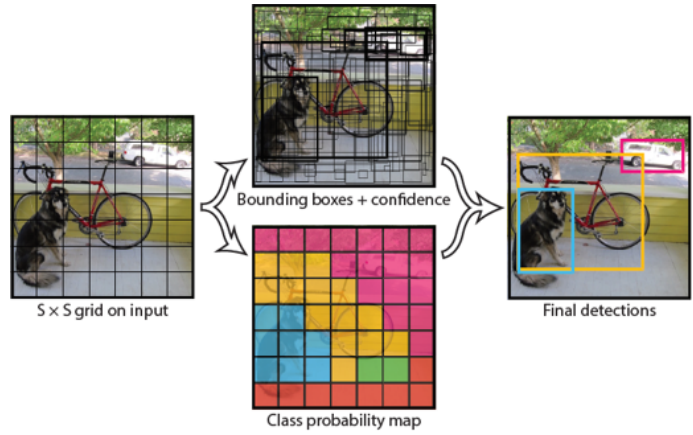 Bounding boxes + confidence
S × S grid on input
Final detections
Class probability map